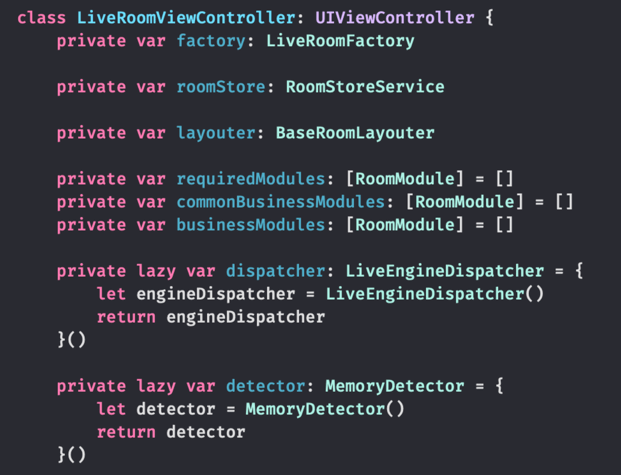 class LiveRoomViewController: UIViewController {
    private var factory: LiveRoomFactory
    private var roomStore: RoomStoreService
    private var layouter: BaseRoomLayouter
    private var requiredModules: [RoomModule] = []
    private var commonBusinessModules: [RoomModule] = []
    private var businessModules: [RoomModule] = []
    private lazy var dispatcher: LiveEngineDispatcher = {
        let engineDispatcher = LiveEngineDispatcher()
        return engineDispatcher
    }()
    private lazy var detector: MemoryDetector = {
        let detector = MemoryDetector()
        return detector
    }()